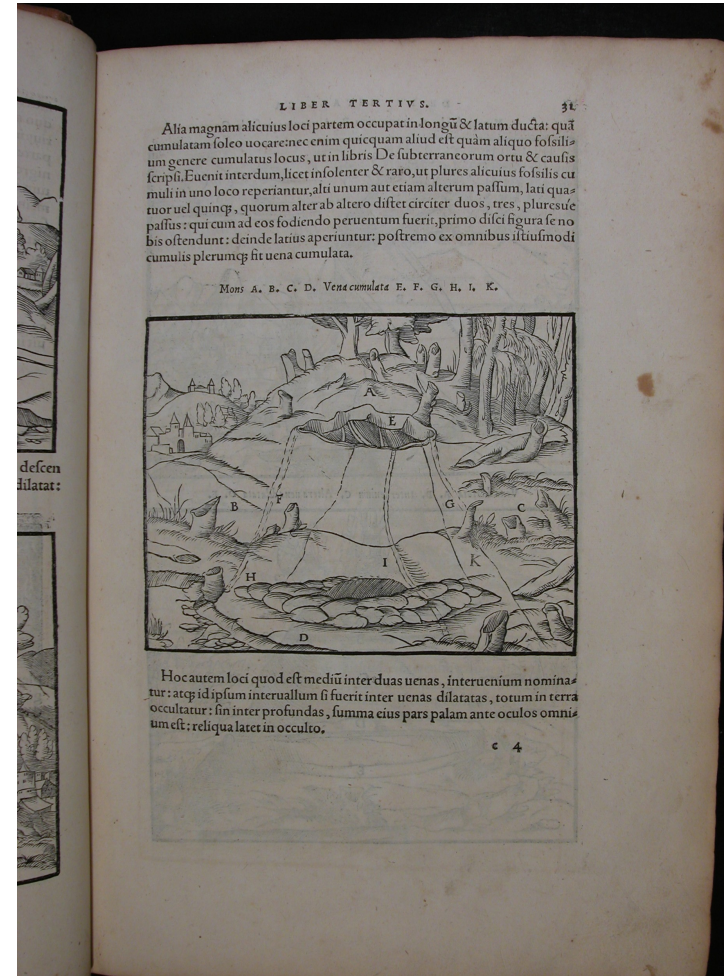 descen
dilatat:
LIBER TERTIVS. 31
Alia magnam alicuius loci partem occupat in longũ & latum ducta: quã
cumulatam soleo uocare: nec enim quicquam aliud est quàm aliquo fossili=
um genere cumulatus locus, ut in libris De subterraneorum ortu & causis
scripsi. Euenit interdum, licet insolenter & raro, ut plures alicuius fossilis cu
muli in uno loco reperiantur, alti unum aut etiam alterum passum, lati qua=
tuor uel quinq;, quorum alter ab altero distet circiter duos, tres, pluresúe
passus: qui cum ad eos fodiendo peruentum fuerit, primo disci figura se no
bis ostendunt: deinde latius aperiuntur: postremo ex omnibus istiusmodi
cumulis plerumq; fit uena cumulata.
Mons A. B. C. D. Vena cumulata E. F. G. H. I. K.
A
E
B
F
G
C
H
I
K
D
Hoc autem loci quod est mediũ inter duas uenas, interuenium nomina=
tur: atq; id ipsum interuallum si fuerit inter uenas dilatatas, totum in terra
occultatur: sin inter profundas, summa eius pars palam ante oculos omni=
um est: reliqua latet in occulto.
c 4